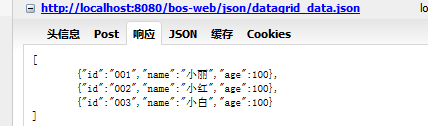 http://localhost:8080/bos-web/json/datagrid_data.json lo
头信息 Post 响应 JSON 缓存 Cookies
[
{"id":"001","name":"小丽","age":100},
{"id":"002","name":"小红","age":100},
{"id":"003","name":"小白","age":100}
]